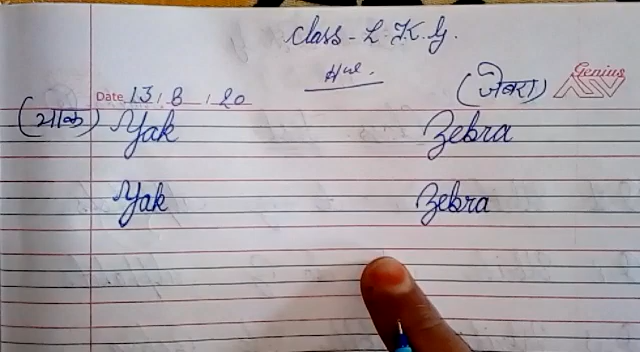 Class - L.K.G.
H.w.
Genius
Date 13/8/20
(जेबरा)
(याक) Yak Zebra
Yak Zebra